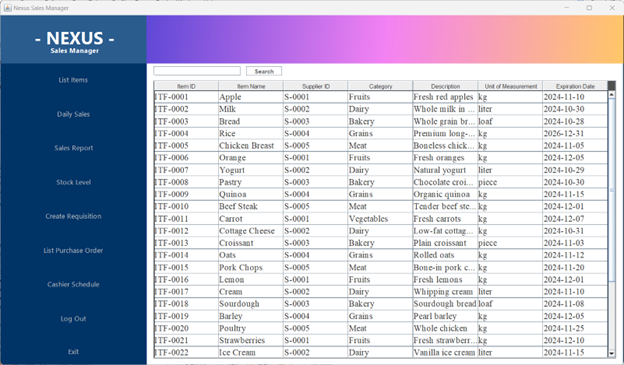 Nexus Sales Manager
- NEXUS -
Sales Manager
List Items
Daily Sales
Sales Report
Stock Level
Create Requisition
List Purchase Order
Cashier Schedule
Log Out
Exit
Search
Item ID Item Name Supplier ID Category Description Unit of Measurement Expiration Date
ITF-0001 Apple S-0001 Fruits Fresh red apples kg 2024-11-10
ITF-0002 Milk S-0002 Dairy Whole milk in ... liter 2024-10-30
ITF-0003 Bread S-0003 Bakery Whole grain br... loaf 2024-10-28
ITF-0004 Rice S-0004 Grains Premium long-... kg 2026-12-31
ITF-0005 Chicken Breast S-0005 Meat Boneless chick... kg 2024-11-05
ITF-0006 Orange S-0001 Fruits Fresh oranges kg 2024-12-05
ITF-0007 Yogurt S-0002 Dairy Natural yogurt liter 2024-10-29
ITF-0008 Pastry S-0003 Bakery Chocolate croi... piece 2024-10-30
ITF-0009 Quinoa S-0004 Grains Organic quinoa kg 2024-11-15
ITF-0010 Beef Steak S-0005 Meat Tender beef ste... kg 2024-12-01
ITF-0011 Carrot S-0001 Vegetables Fresh carrots kg 2024-12-07
ITF-0012 Cottage Cheese S-0002 Dairy Low-fat cottag... kg 2024-10-31
ITF-0013 Croissant S-0003 Bakery Plain croissant piece 2024-11-03
ITF-0014 Oats S-0004 Grains Rolled oats kg 2024-11-12
ITF-0015 Pork Chops S-0005 Meat Bone-in pork c... kg 2024-11-20
ITF-0016 Lemon S-0001 Fruits Fresh lemons kg 2024-12-01
ITF-0017 Cream S-0002 Dairy Whipping cream liter 2024-11-10
ITF-0018 Sourdough S-0003 Bakery Sourdough bread loaf 2024-11-08
ITF-0019 Barley S-0004 Grains Pearl barley kg 2024-12-05
ITF-0020 Poultry S-0005 Meat Whole chicken kg 2024-11-25
ITF-0021 Strawberries S-0001 Fruits Fresh strawberr... kg 2024-12-10
ITF-0022 Ice Cream S-0002 Dairy Vanilla ice cream liter 2024-11-15